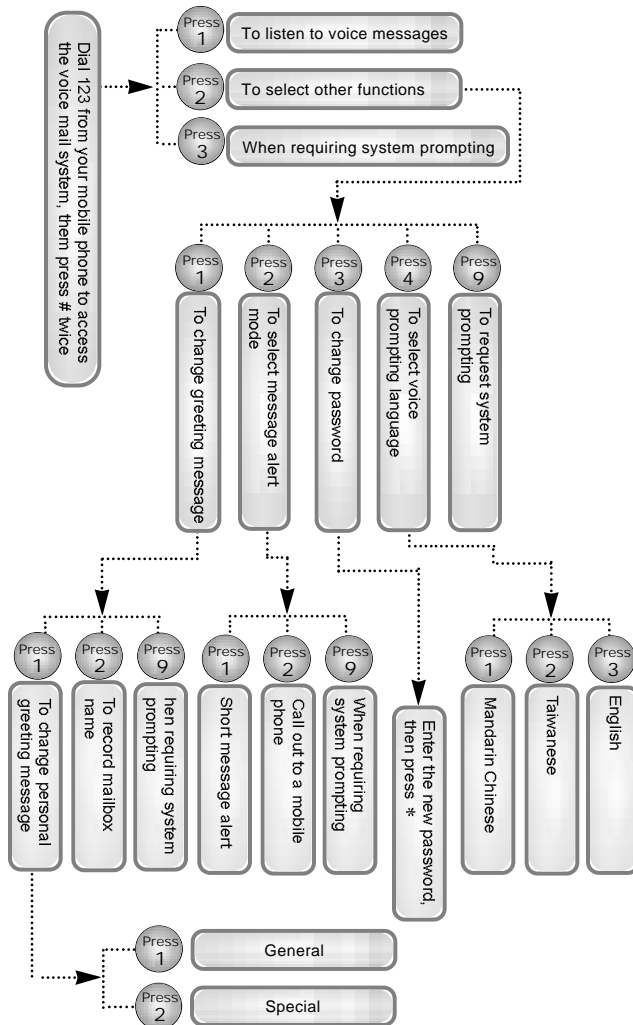 Dial 123 from your mobile phone to access
the voice mail system, them press # twice
Press
1
To listen to voice messages
Press
2
To select other functions
Press
3
When requiring system prompting
Press
1
To change greeting message
Press
2
To select message alert
mode
Press
3
To change password
Press
4
To select voice
prompting language
Press
9
To request system
prompting
Press
1
To change personal
greeting message
Press
2
To record mailbox
name
Press
9
hen requiring system
prompting
Press
1
Short message alert
Press
2
Call out to a mobile
phone
Press
9
When requiring
system prompting
Enter the new password,
then press *
Press
1
Mandarin Chinese
Press
2
Taiwanese
Press
3
English
Press
1
General
Press
2
Special